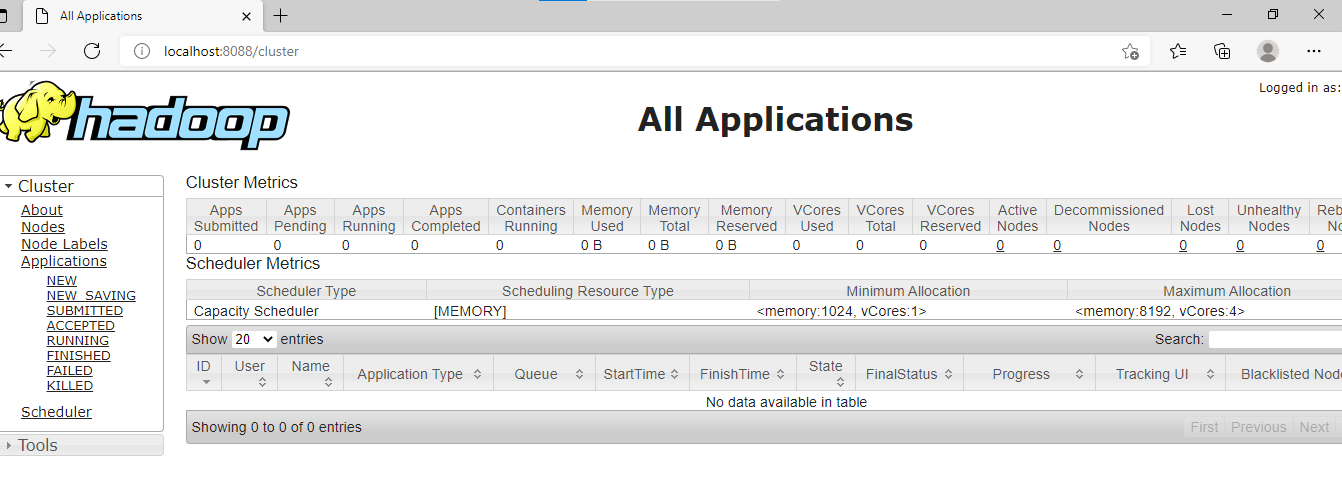 All Applications
localhost:8088/cluster
Logged in as:
hadoop
All Applications
Cluster
About
Nodes
Node Labels
Applications
NEW
NEW_SAVING
SUBMITTED
ACCEPTED
RUNNING
FINISHED
FAILED
KILLED
Scheduler
Tools
Cluster Metrics
Apps Submitted Apps Pending Apps Running Apps Completed Containers Running Memory Used Memory Total Memory Reserved VCores Used VCores Total VCores Reserved Active Nodes Decommissioned Nodes Lost Nodes Unhealthy Nodes
0 0 0 0 0 0 B 0 B 0 B 0 0 0 0 0 0 0 0
Scheduler Metrics
Scheduler Type Scheduling Resource Type Minimum Allocation Maximum Allocation
Capacity Scheduler [MEMORY] <memory:1024, vCores:1> <memory:8192, vCores:4>
Show 20 entries Search:
ID User Name Application Type Queue StartTime FinishTime State FinalStatus Progress Tracking UI Blacklisted
No data available in table
Showing 0 to 0 of 0 entries First Previous Next